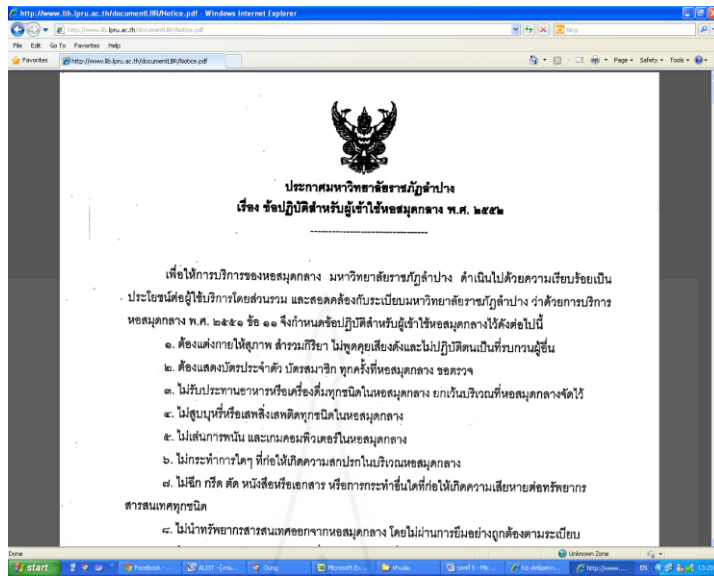 http://www.lib.lpru.ac.th/documentLBR/Notice.pdf - Windows Internet Explorer
http://www.lib.lpru.ac.th/documentLBR/Notice.pdf
Bing
File Edit Go To Favorites Help
Favorites http://www.lib.lpru.ac.th/documentLBR/Notice.pdf Page Safety Tools
ประกาศมหาวิทยาลัยราชภัฏลำปาง
เรื่อง ข้อปฏิบัติสำหรับผู้เข้าใช้หอสมุดกลาง พ.ศ. ๒๕๕๒
เพื่อให้การบริการของหอสมุดกลาง มหาวิทยาลัยราชภัฏลำปาง ดำเนินไปด้วยความเรียบร้อยเป็น
ประโยชน์ต่อผู้ใช้บริการโดยส่วนรวม และสอดคล้องกับระเบียบมหาวิทยาลัยราชภัฏลำปาง ว่าด้วยการบริการ
หอสมุดกลาง พ.ศ. ๒๕๕๑ ข้อ ๑๑ จึงกำหนดข้อปฏิบัติสำหรับผู้เข้าใช้หอสมุดกลางไว้ดังต่อไปนี้
๑. ต้องแต่งกายให้สุภาพ สำรวมกิริยา ไม่พูดคุยเสียงดังและไม่ปฏิบัติตนเป็นที่รบกวนผู้อื่น
๒. ต้องแสดงบัตรประจำตัว บัตรสมาชิก ทุกครั้งที่หอสมุดกลาง ขอตรวจ
๓. ไม่รับประทานอาหารหรือเครื่องดื่มทุกชนิดในหอสมุดกลาง ยกเว้นบริเวณที่หอสมุดกลางจัดไว้
๔. ไม่สูบบุหรี่หรือเสพสิ่งเสพติดทุกชนิดในหอสมุดกลาง
๕. ไม่เล่นการพนัน และเกมคอมพิวเตอร์ในหอสมุดกลาง
๖. ไม่กระทำการใดๆ ที่ก่อให้เกิดความสกปรกในบริเวณหอสมุดกลาง
๗. ไม่ฉีก กรีด ตัด หนังสือหรือเอกสาร หรือการกระทำอื่นใดที่ก่อให้เกิดความเสียหายต่อทรัพยากร
สารสนเทศทุกชนิด
๘. ไม่นำทรัพยากรสารสนเทศออกจากหอสมุดกลาง โดยไม่ผ่านการยืมอย่างถูกต้องตามระเบียบ
Done Unknown Zone
start Facebook - ... ALIST - [งาน... Oung Microsoft Ex... บทที่ 5 - Mic... http://www.... EN 13:28